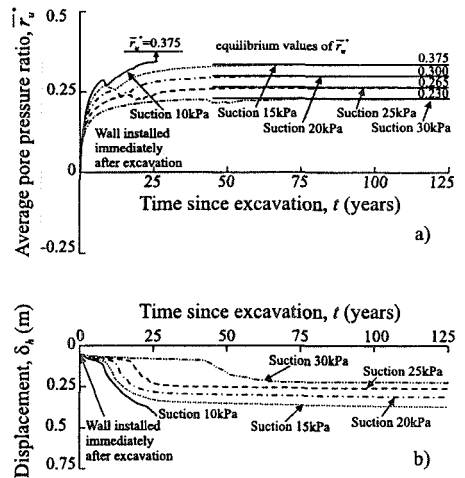 r̄ᵤ*=0.375
equilibrium values of r̄ᵤ*
Average pore pressure ratio, r̄ᵤ*
0.5
0.25
0
-0.25
0.375
0.300
0.265
0.230
Suction 10kPa
Suction 15kPa
Suction 20kPa
Suction 25kPa
Suction 30kPa
Wall installed
immediately
after excavation
25 50 75 100 125
Time since excavation, t (years)
a)
Time since excavation, t (years)
0 25 50 75 100 125
Displacement, δₕ (m)
0
0.25
0.5
0.75
Suction 30kPa
Suction 25kPa
Suction 10kPa
Suction 20kPa
Suction 15kPa
Wall installed
immediately
after excavation
b)